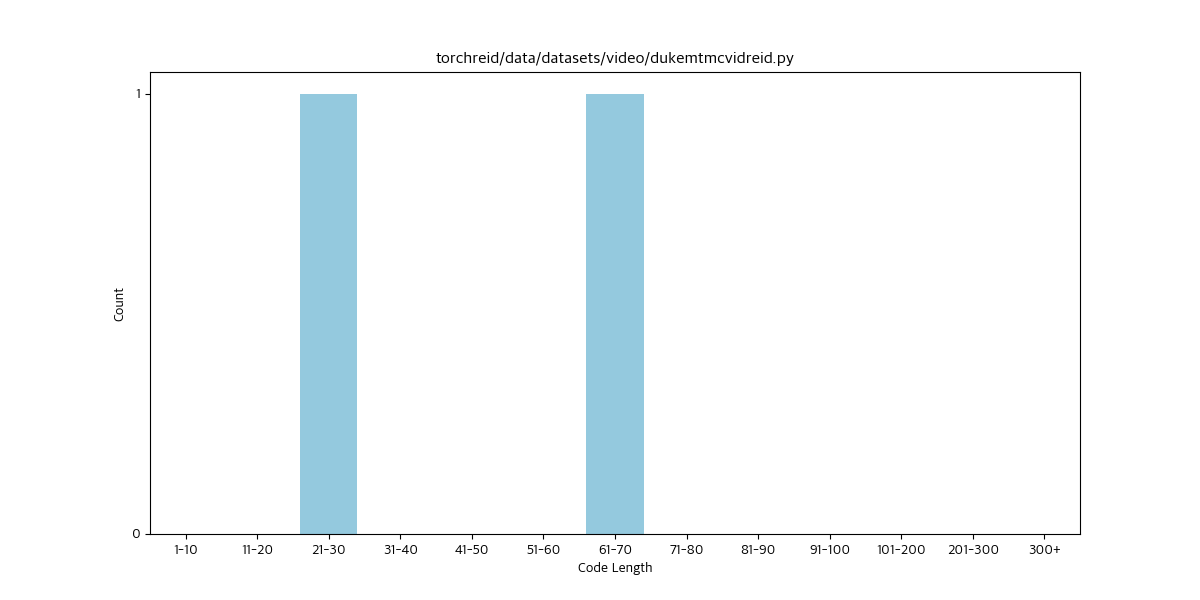 torchreid/data/datasets/video/dukemtmcvidreid.py
1
Count
0
1-10 11-20 21-30 31-40 41-50 51-60 61-70 71-80 81-90 91-100 101-200 201-300 300+
Code Length